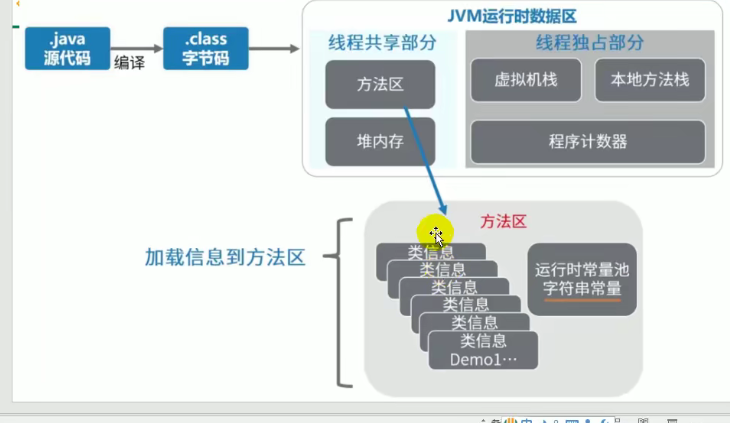 JVM运行时数据区
.java
源代码
编译
.class
字节码
线程共享部分
方法区
堆内存
线程独占部分
虚拟机栈
本地方法栈
程序计数器
加载信息到方法区
方法区
类信息
类信息
类信息
类信息
类信息
类信息
Demo1…
运行时常量池
字符串常量